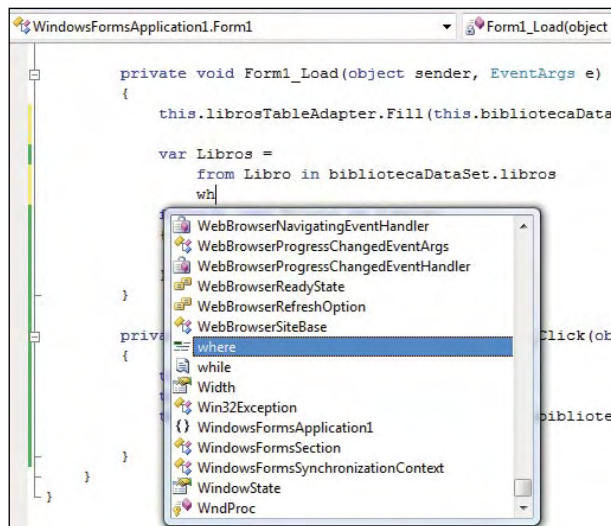 WindowsFormsApplication1.Form1 Form1_Load(object
private void Form1_Load(object sender, EventArgs e)
{
this.librosTableAdapter.Fill(this.bibliotecaData
var Libros =
from Libro in bibliotecaDataSet.libros
wh
WebBrowserNavigatingEventHandler
WebBrowserProgressChangedEventArgs
WebBrowserProgressChangedEventHandler
WebBrowserReadyState
WebBrowserRefreshOption
}
WebBrowserSiteBase
priva where Click(ob
{
while
Width
Win32Exception
WindowsFormsApplication1 bibliote
WindowsFormsSection
}
WindowsFormsSynchronizationContext
}
WindowState
}
WndProc